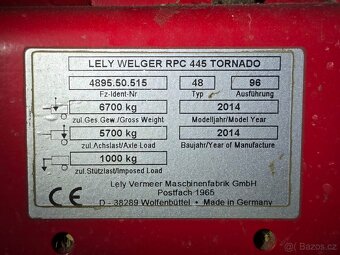 LELY WELGER RPC 445 TORNADO
4895.50.515 48 96
Fz-Ident-Nr Typ Ausführung
6700 kg 2014
zul.Ges.Gew./Gross Weight Modelljahr/Model Year
5700 kg 2014
zul.Achslast/Axle Load Baujahr/Year of Manufacture
1000 kg
zul.Stützlast/Imposed Load
CE Lely Vermeer Maschinenfabrik GmbH
Postfach 1965
D - 38289 Wolfenbüttel • Made in Germany
Bazoš.cz